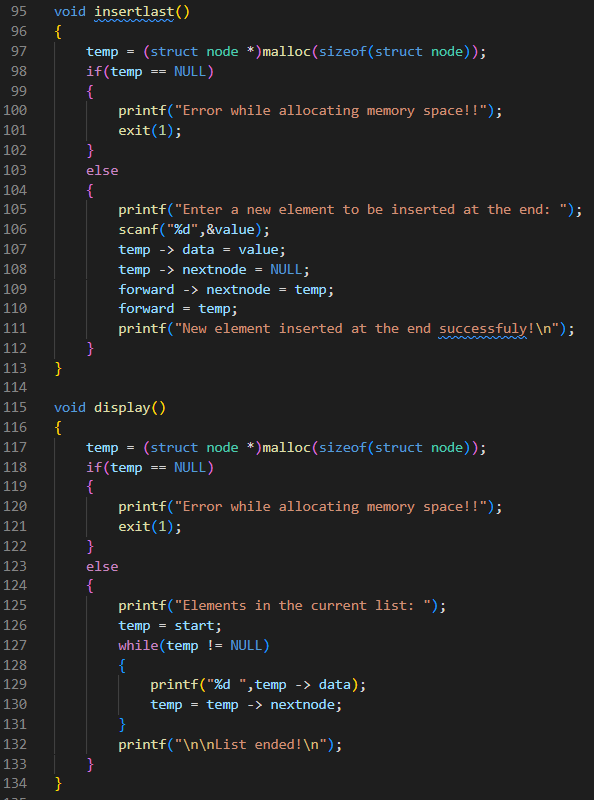 95 void insertlast()
96 {
97     temp = (struct node *)malloc(sizeof(struct node));
98     if(temp == NULL)
99     {
100         printf("Error while allocating memory space!!");
101         exit(1);
102     }
103     else
104     {
105         printf("Enter a new element to be inserted at the end: ");
106         scanf("%d",&value);
107         temp -> data = value;
108         temp -> nextnode = NULL;
109         forward -> nextnode = temp;
110         forward = temp;
111         printf("New element inserted at the end successfuly!\n");
112     }
113 }
114
115 void display()
116 {
117     temp = (struct node *)malloc(sizeof(struct node));
118     if(temp == NULL)
119     {
120         printf("Error while allocating memory space!!");
121         exit(1);
122     }
123     else
124     {
125         printf("Elements in the current list: ");
126         temp = start;
127         while(temp != NULL)
128         {
129             printf("%d ",temp -> data);
130             temp = temp -> nextnode;
131         }
132         printf("\n\nList ended!\n");
133     }
134 }